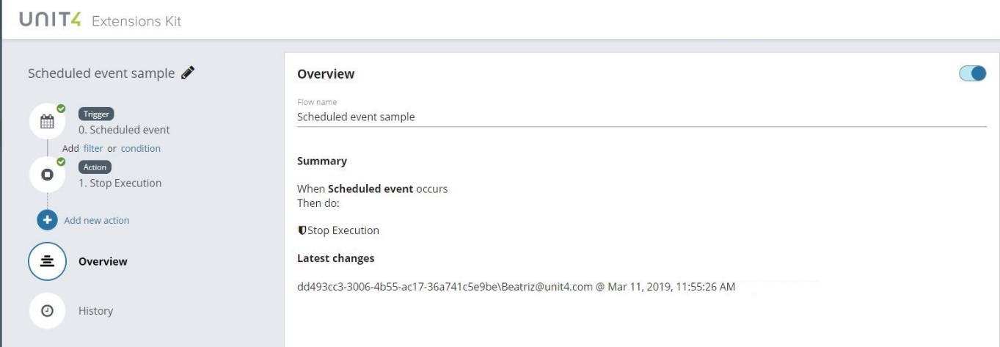 UNIT4 Extensions Kit
Scheduled event sample
Trigger
0. Scheduled event
Add filter or condition
Action
1. Stop Execution
Add new action
Overview
History
Overview
Flow name
Scheduled event sample
Summary
When Scheduled event occurs
Then do:
Stop Execution
Latest changes
dd493cc3-3006-4b55-ac17-36a741c5e9be\Beatriz@unit4.com @ Mar 11, 2019, 11:55:26 AM